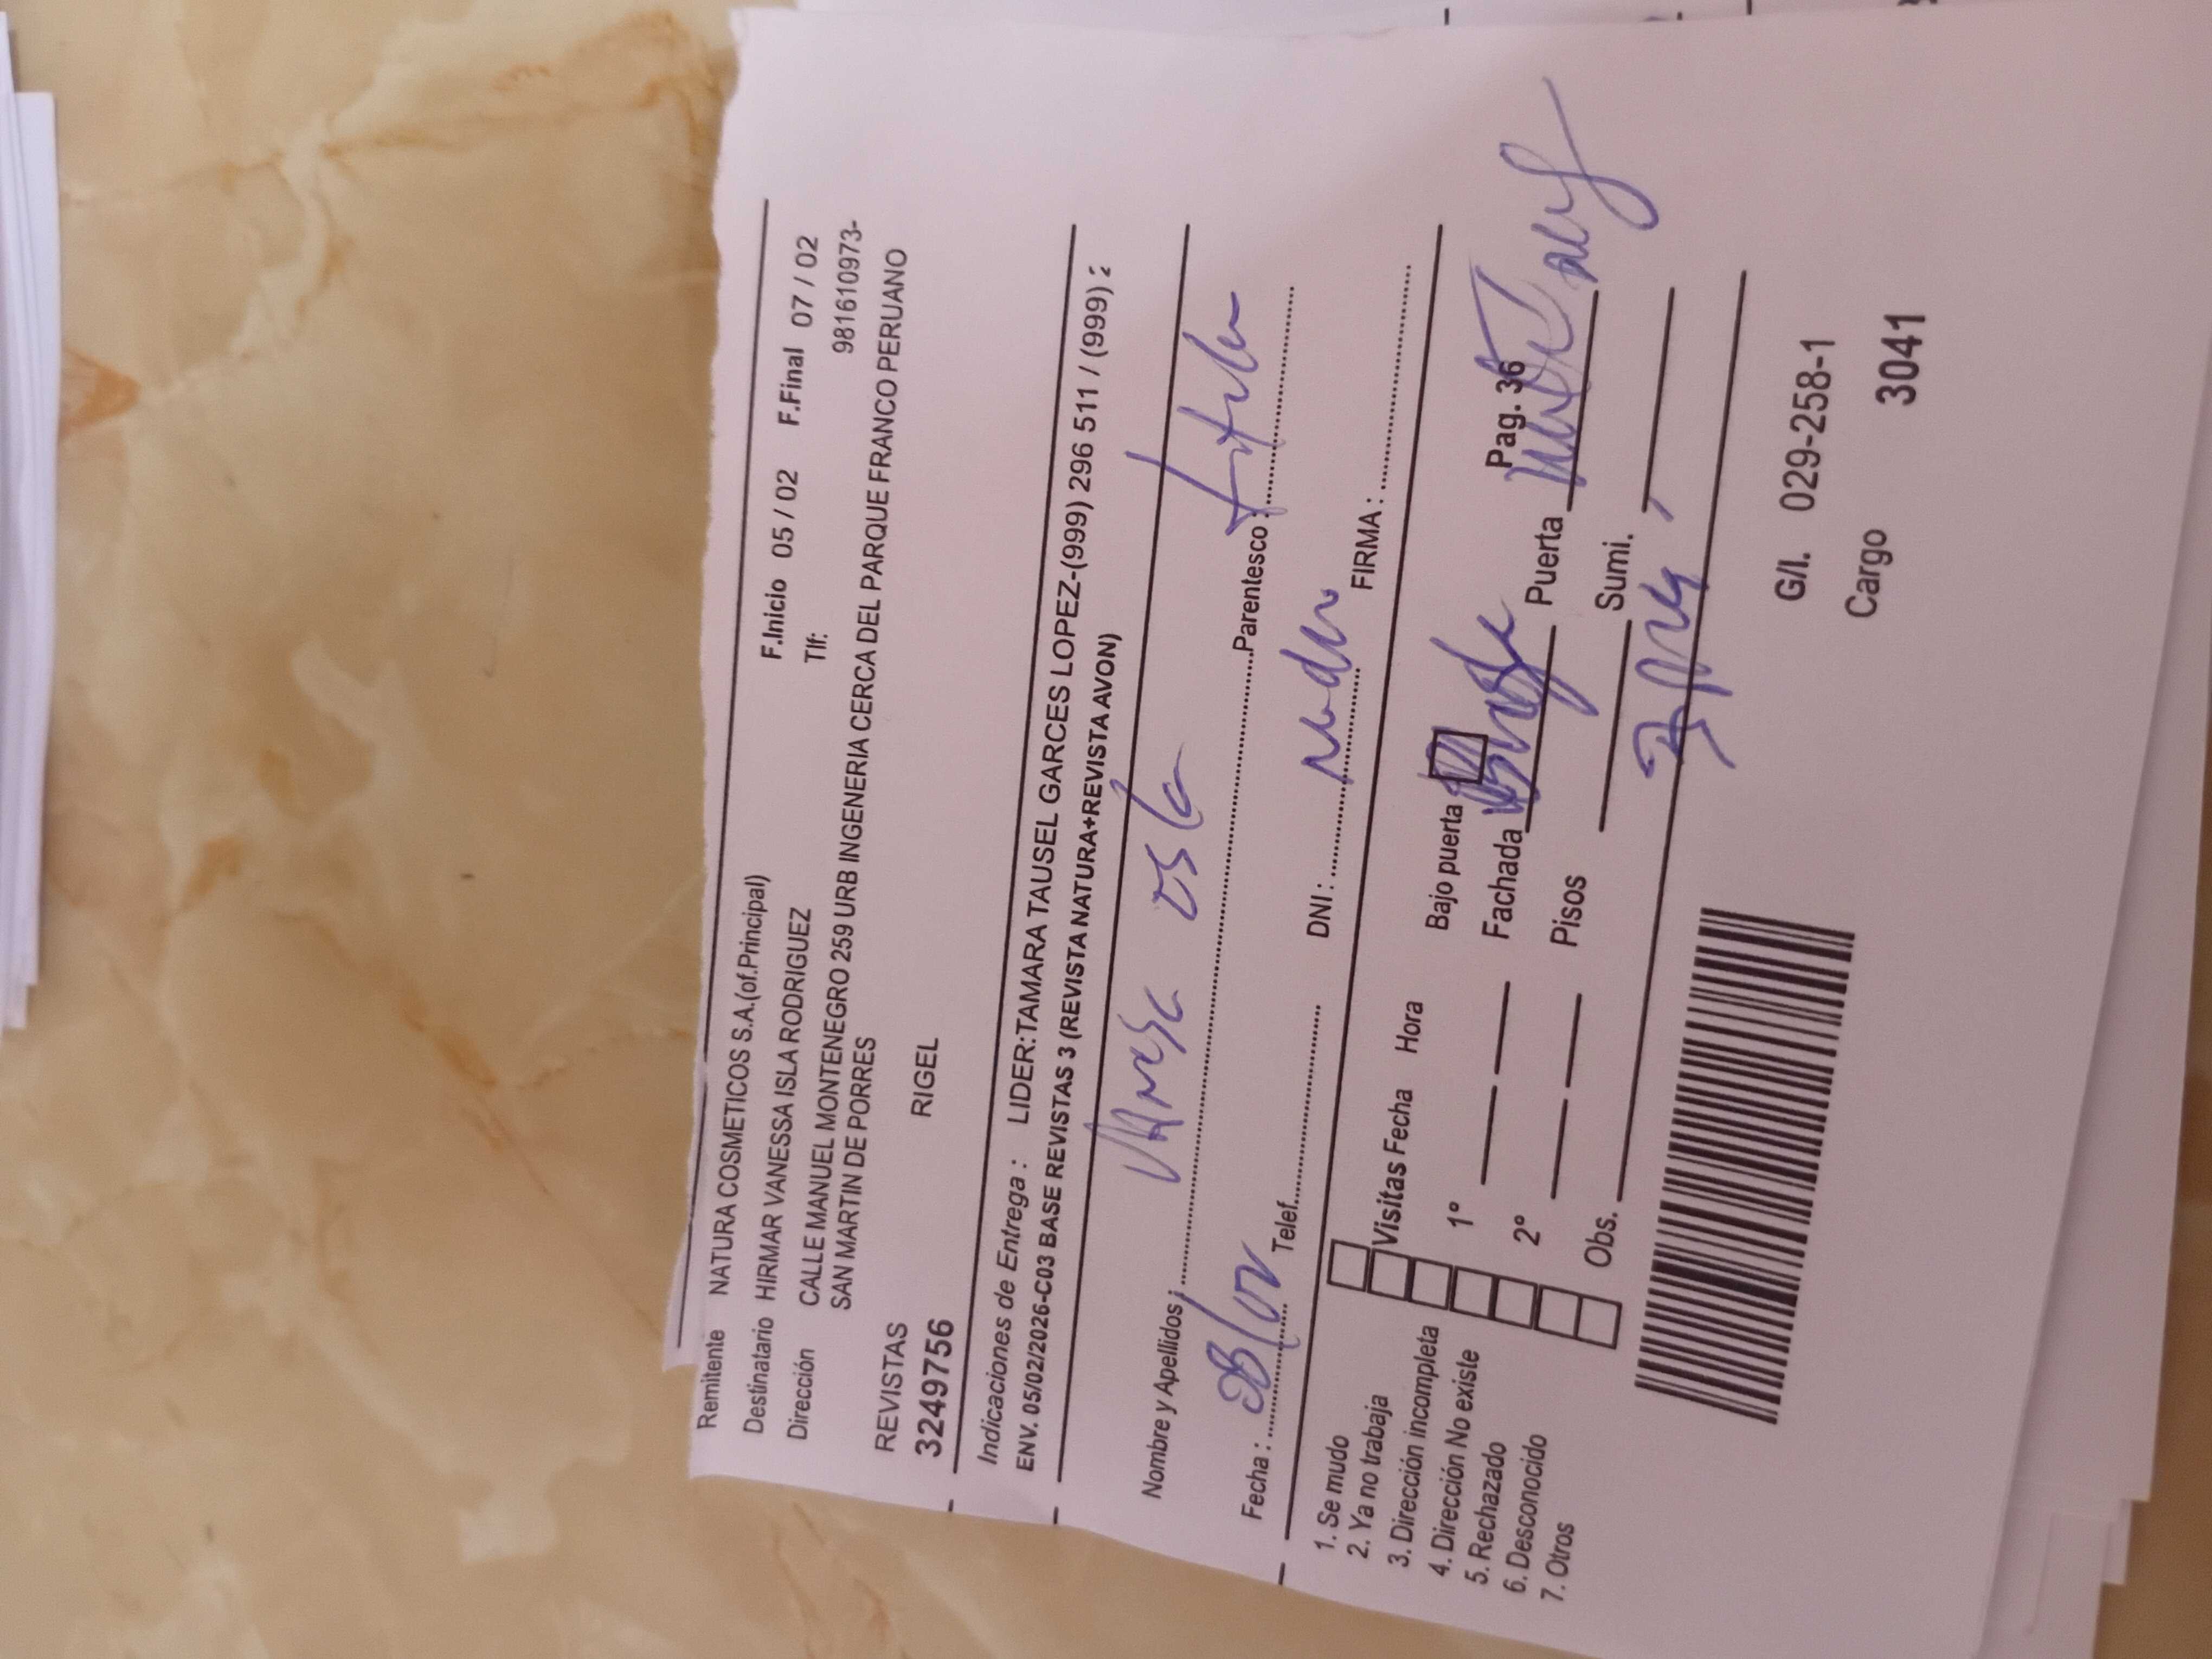 Remitente NATURA COSMETICOS S.A.(of.Principal) F.Inicio 05 / 02 F.Final 07 / 02
Destinatario HIRMAR VANESSA ISLA RODRIGUEZ Tlf: 981610973-
Dirección CALLE MANUEL MONTENEGRO 259 URB INGENERIA CERCA DEL PARQUE FRANCO PERUANO
SAN MARTIN DE PORRES
REVISTAS RIGEL
3249756
Indicaciones de Entrega : LIDER:TAMARA TAUSEL GARCES LOPEZ-(999) 296 511 / (999)
ENV. 05/02/2026-C03 BASE REVISTAS 3 (REVISTA NATURA+REVISTA AVON)
Nombre y Apellidos :
Fecha : Parentesco :
Telef. DNI : FIRMA :
1. Se mudo
2. Ya no trabaja
3. Dirección incompleta
4. Dirección No existe
5. Rechazado
6. Desconocido
7. Otros
Visitas Fecha Hora Bajo puerta Pag. 36
1º Fachada Puerta
2º Pisos Sumi.
Obs.
G/I. 029-258-1
Cargo 3041